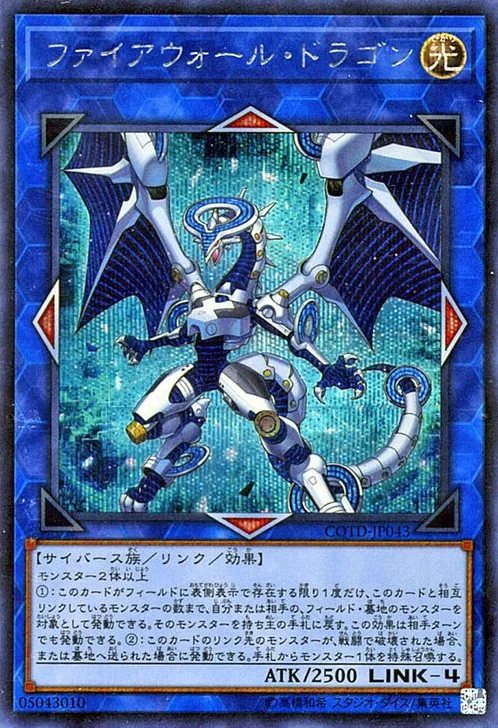 ファイアウォール・ドラゴン 光
COTD-JP043
【サイバース族／リンク／効果】
モンスター2体以上
①：このカードがフィールドに表側表示で存在する限り1度だけ、このカードと相互
リンクしているモンスターの数まで、自分または相手の、フィールド・墓地のモンスターを
対象として発動できる。そのモンスターを持ち主の手札に戻す。この効果は相手ターン
でも発動できる。②：このカードのリンク先のモンスターが、戦闘で破壊された場合、
または墓地へ送られた場合に発動できる。手札からモンスター1体を特殊召喚する。
ATK/2500 LINK-4
05043010 ©高橋和希 スタジオ・ダイス/集英社